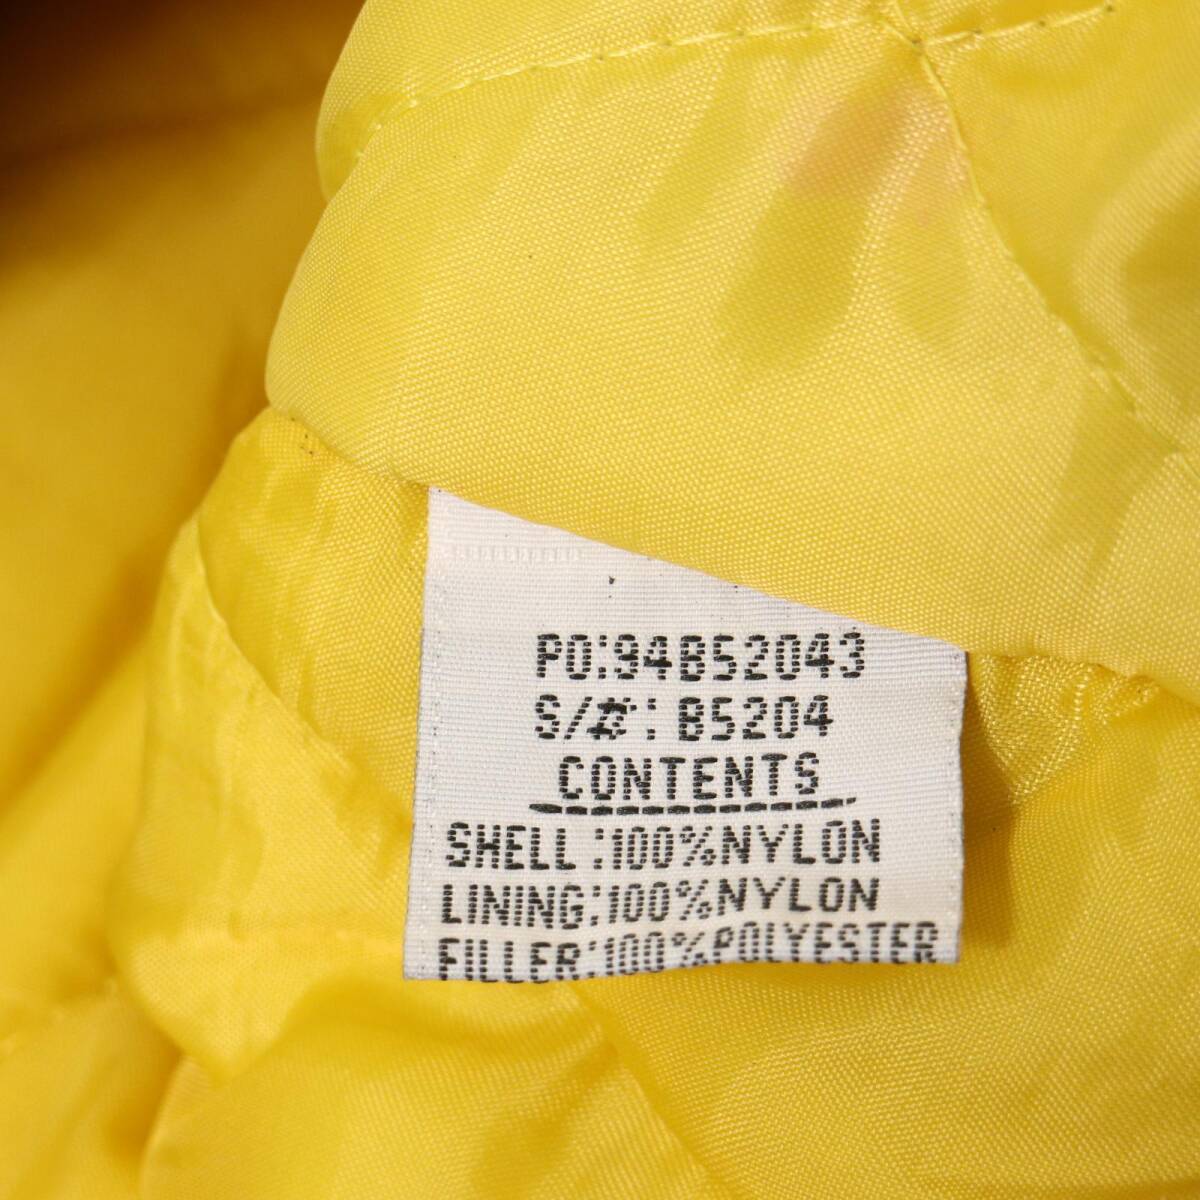 PO:94B52043
S/#: B5204
CONTENTS
SHELL:100%NYLON
LINING:100%NYLON
FILLER:100%POLYESTER